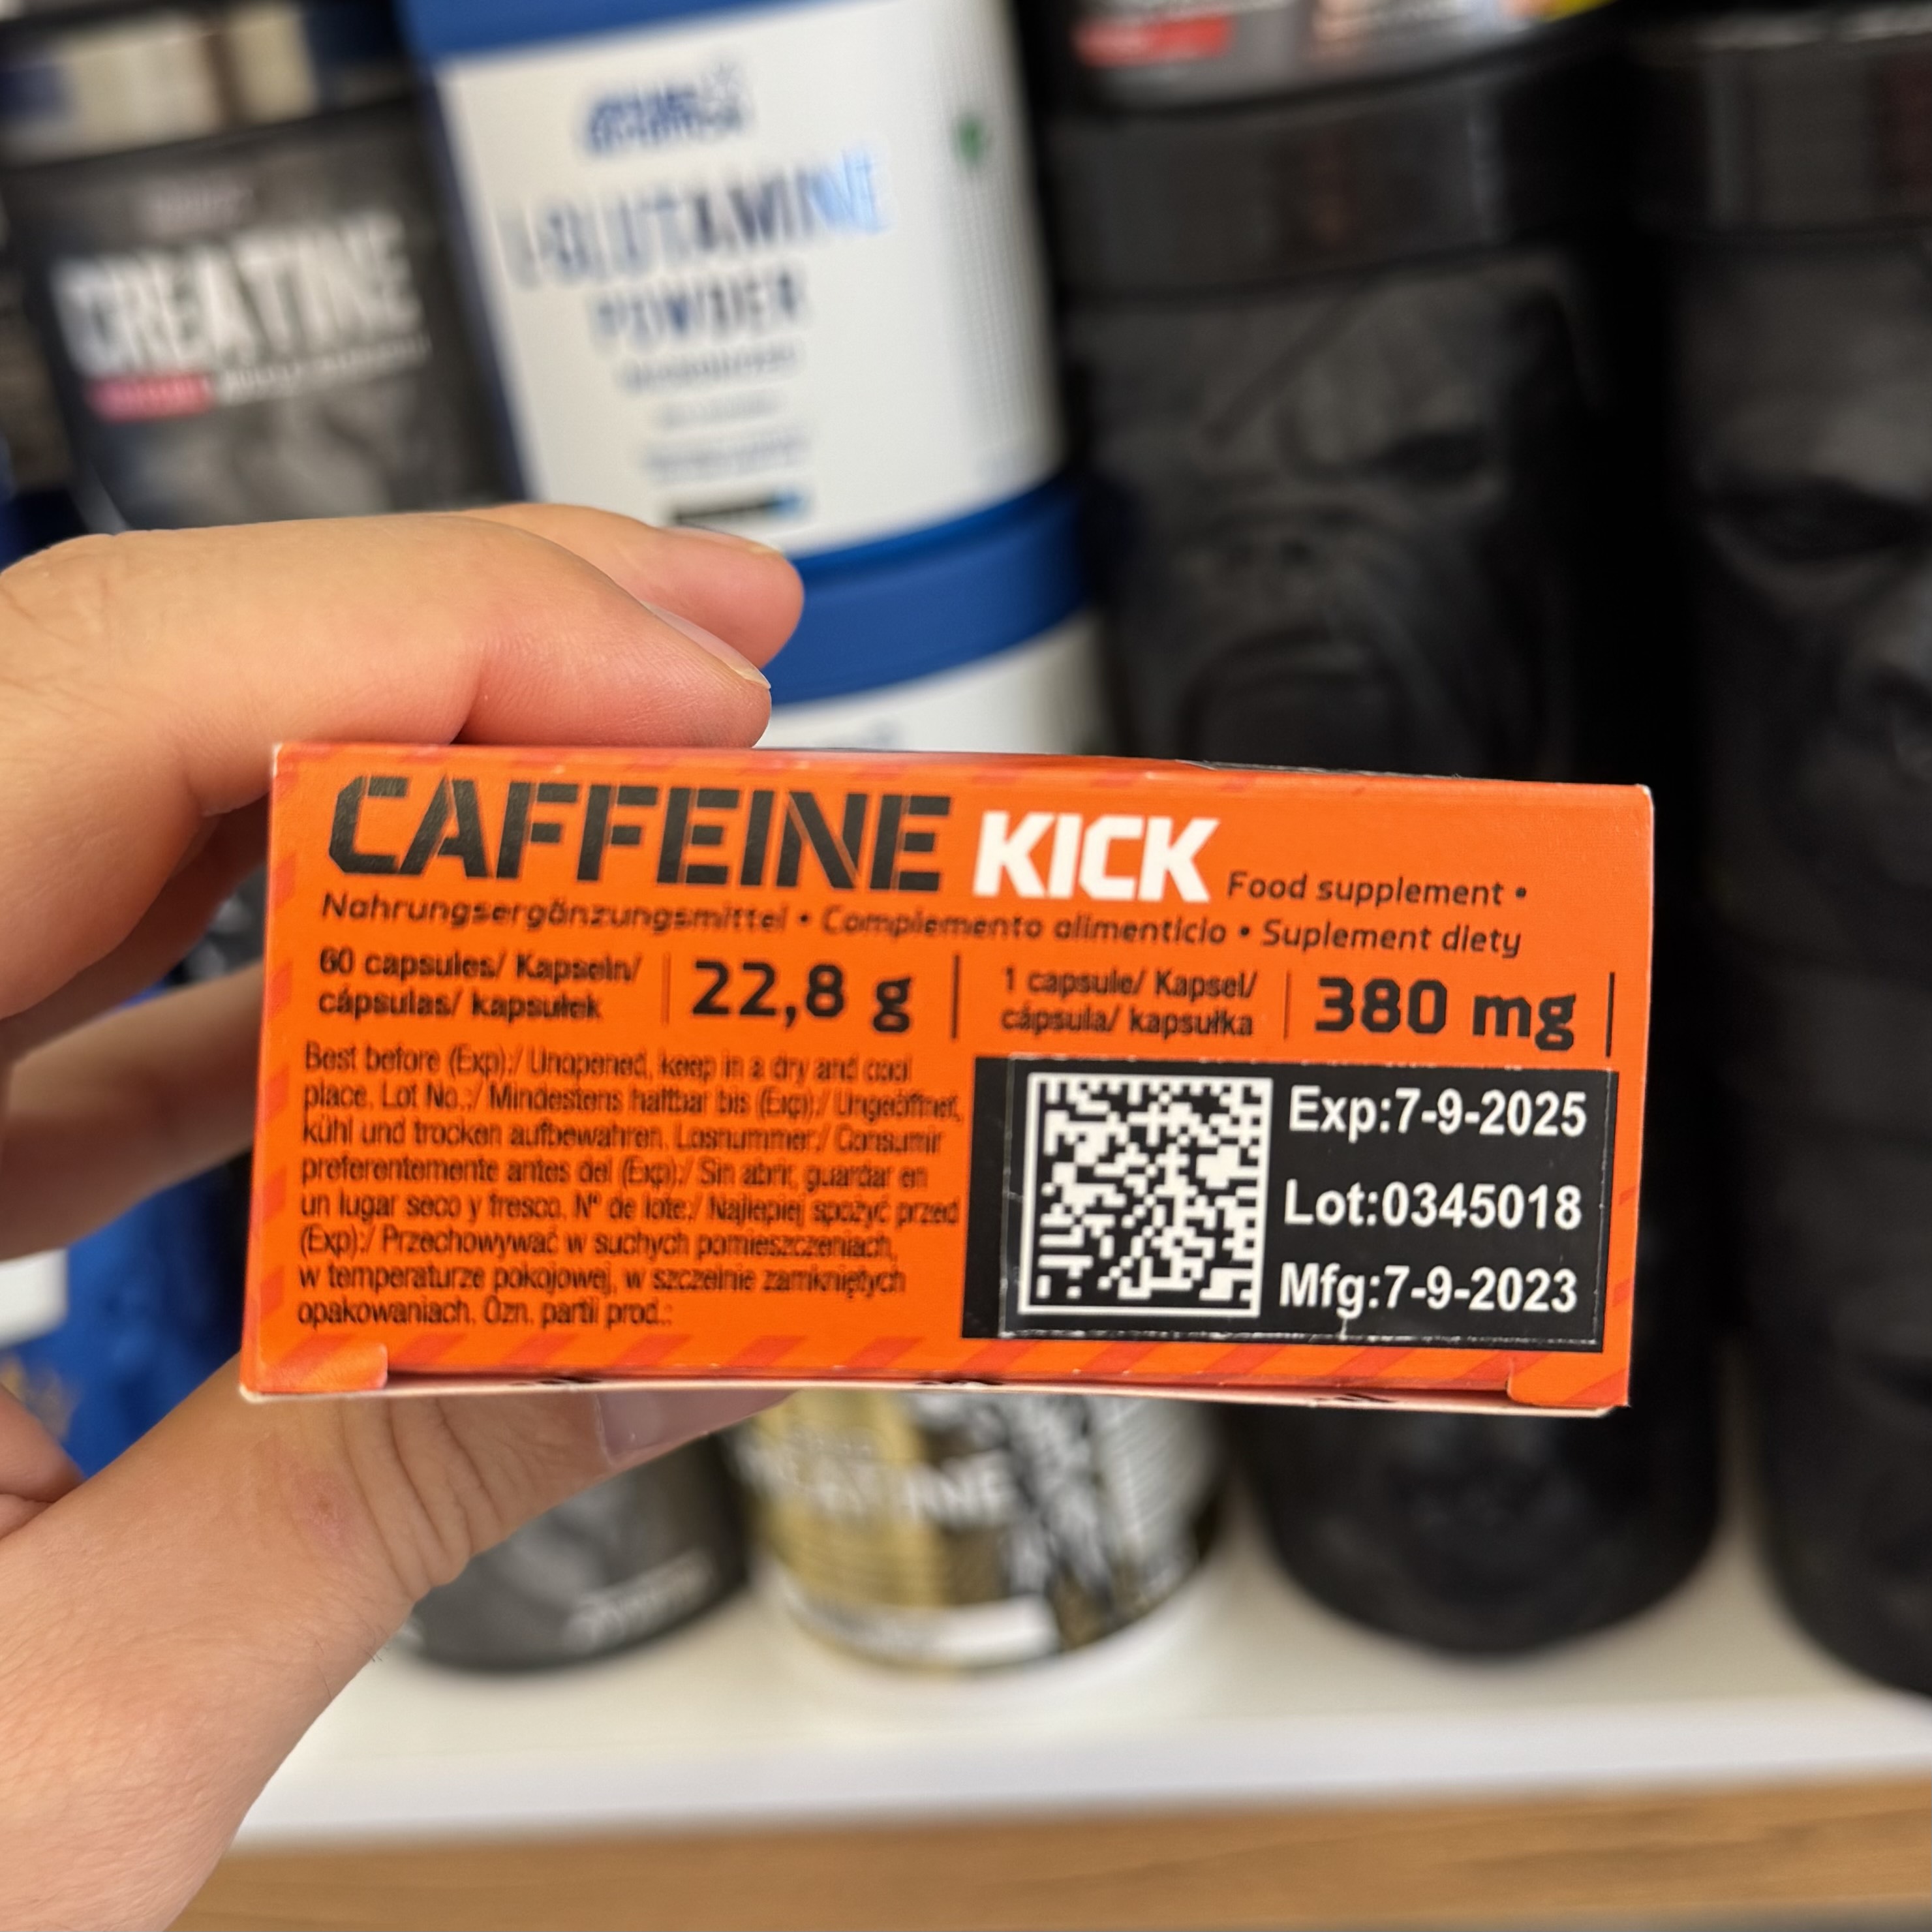 CREATINE
L-GLUTAMINE
POWDER
CAFFEINE KICK Food supplement •
Nahrungsergänzungsmittel • Complemento alimenticio • Suplement diety
60 capsules/ Kapseln/
cápsulas/ kapsułek
22,8 g
1 capsule/ Kapsel/
cápsula/ kapsułka
380 mg
Best before (Exp):/ Unopened, keep in a dry and cool
place. Lot No.:/ Mindestens haltbar bis (Exp):/ Ungeöffnet,
kühl und trocken aufbewahren. Losnummer:/ Consumir
preferentemente antes del (Exp):/ Sin abrir, guardar en
un lugar seco y fresco. N° de lote:/ Najlepiej spożyć przed
(Exp):/ Przechowywać w suchych pomieszczeniach,
w temperaturze pokojowej, w szczelnie zamkniętych
opakowaniach. Ozn. partii prod.:
Exp:7-9-2025
Lot:0345018
Mfg:7-9-2023